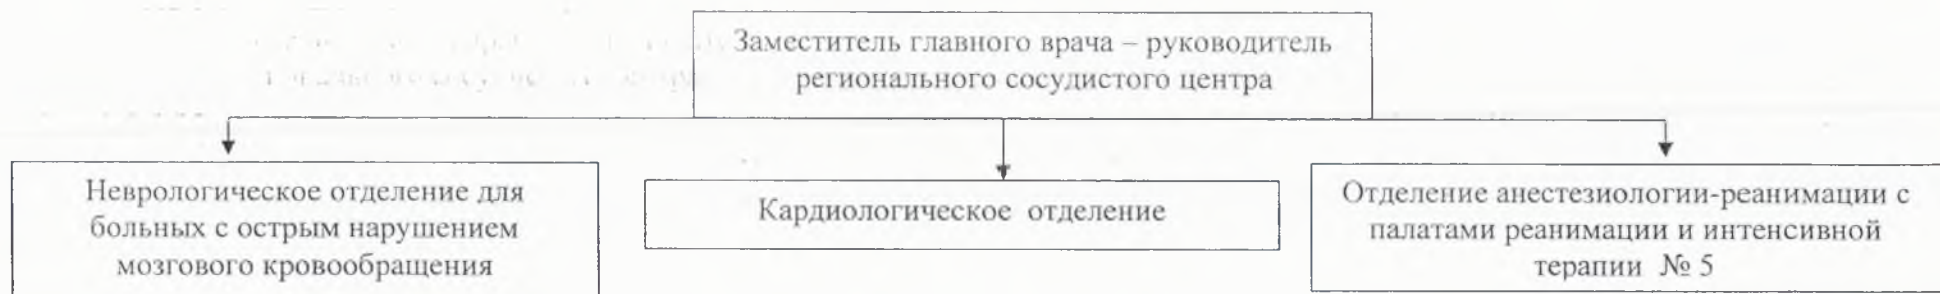 Заместитель главного врача – руководитель
регионального сосудистого центра
Неврологическое отделение для
больных с острым нарушением
мозгового кровообращения
Кардиологическое отделение
Отделение анестезиологии-реанимации с
палатами реанимации и интенсивной
терапии № 5